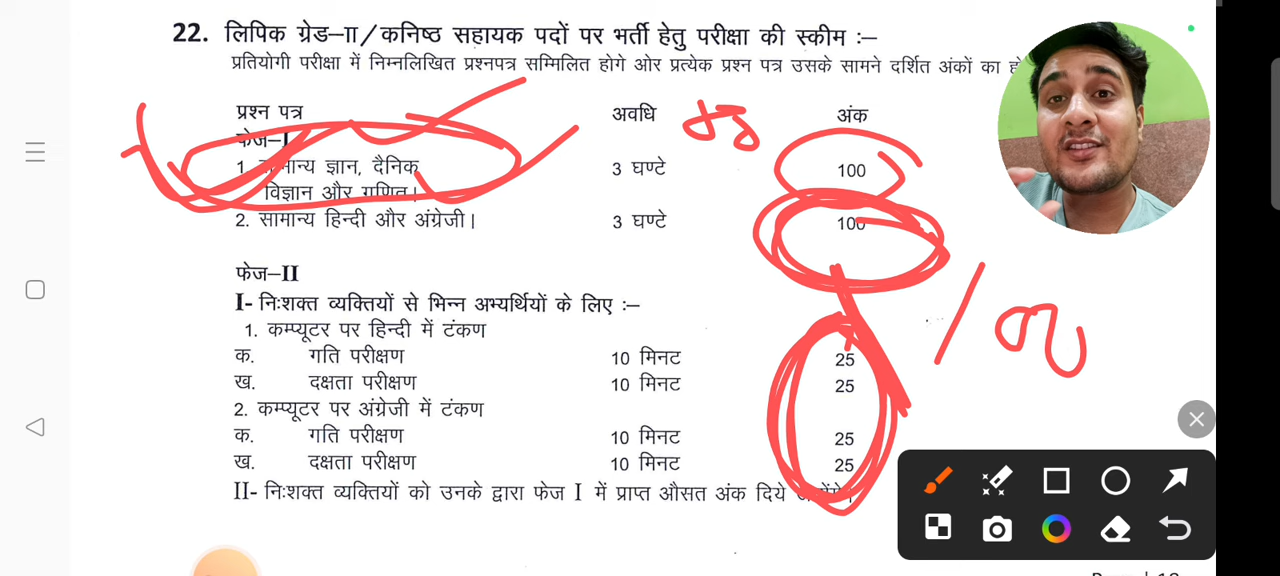 22. लिपिक ग्रेड–II/कनिष्ठ सहायक पदों पर भर्ती हेतु परीक्षा की स्कीम :–
प्रतियोगी परीक्षा में निम्नलिखित प्रश्नपत्र सम्मिलित होगे ओर प्रत्येक प्रश्न पत्र उसके सामने दर्शित अंकों का
प्रश्न पत्र अवधि अंक
फेज–I
1. सामान्य ज्ञान, दैनिक 3 घण्टे 100
विज्ञान और गणित।
2. सामान्य हिन्दी और अंग्रेजी। 3 घण्टे 100
फेज–II
I- निःशक्त व्यक्तियों से भिन्न अभ्यर्थियों के लिए :–
1. कम्प्यूटर पर हिन्दी में टंकण
क. गति परीक्षण 10 मिनट 25
ख. दक्षता परीक्षण 10 मिनट 25
2. कम्प्यूटर पर अंग्रेजी में टंकण
क. गति परीक्षण 10 मिनट 25
ख. दक्षता परीक्षण 10 मिनट 25
II- निःशक्त व्यक्तियों को उनके द्वारा फेज I में प्राप्त औसत अंक दिये